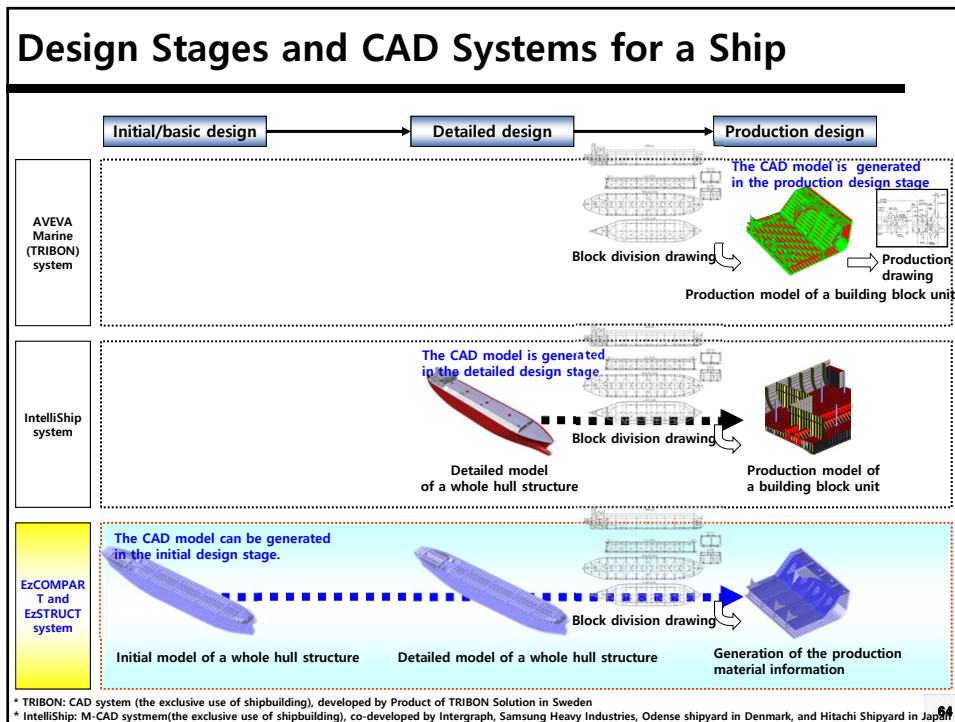 Design Stages and CAD Systems for a Ship
Initial/basic design
Detailed design
Production design
AVEVA
Marine
(TRIBON)
system
The CAD model is generated
in the production design stage
Block division drawing
Production
drawing
Production model of a building block unit
IntelliShip
system
The CAD model is generated
in the detailed design stage
Block division drawing
Detailed model
of a whole hull structure
Production model of
a building block unit
EzCOMPAR
T and
EzSTRUCT
system
The CAD model can be generated
in the initial design stage.
Block division drawing
Initial model of a whole hull structure
Detailed model of a whole hull structure
Generation of the production
material information
* TRIBON: CAD system (the exclusive use of shipbuilding), developed by Product of TRIBON Solution in Sweden
* IntelliShip: M-CAD systmem(the exclusive use of shipbuilding), co-developed by Intergraph, Samsung Heavy Industries, Odense shipyard in Denmark, and Hitachi Shipyard in Japan
64